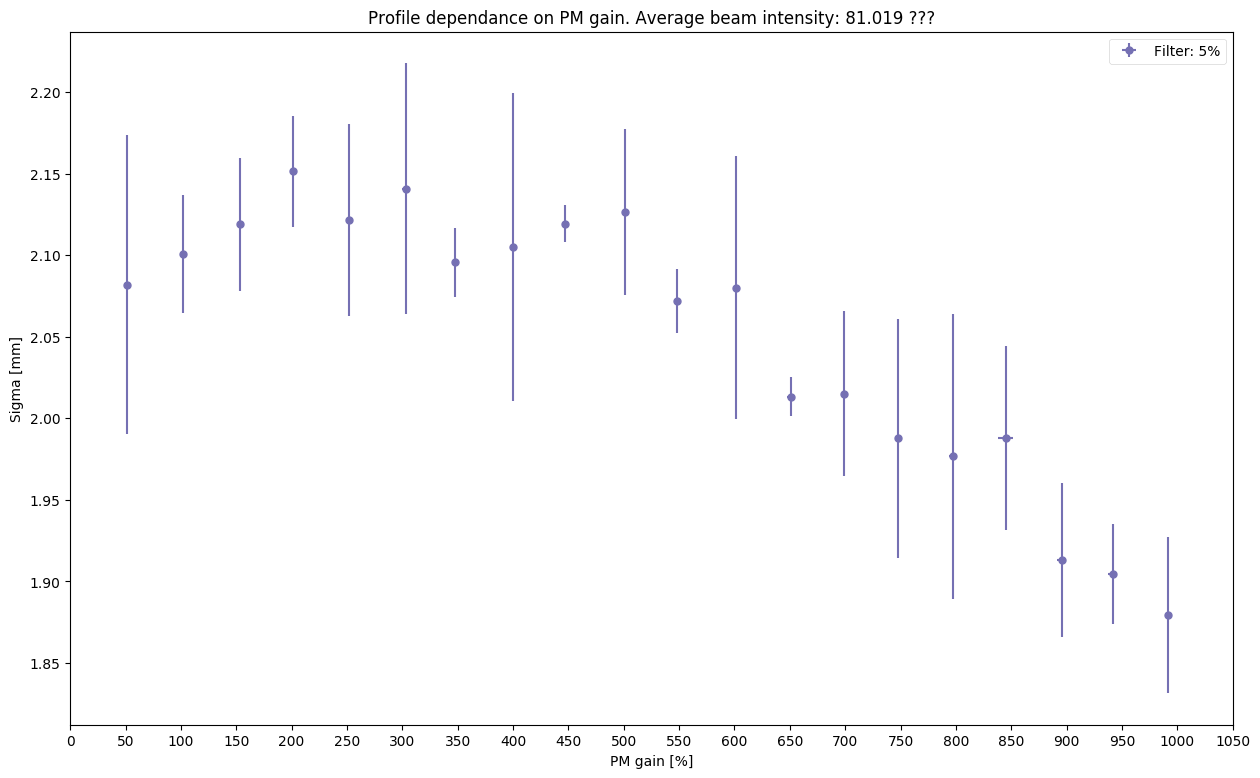 Profile dependance on PM gain. Average beam intensity: 81.019 ???
Filter: 5%
2.20
2.15
2.10
2.05
2.00
1.95
1.90
1.85
Sigma [mm]
0 50 100 150 200 250 300 350 400 450 500 550 600 650 700 750 800 850 900 950 1000 1050
PM gain [%]